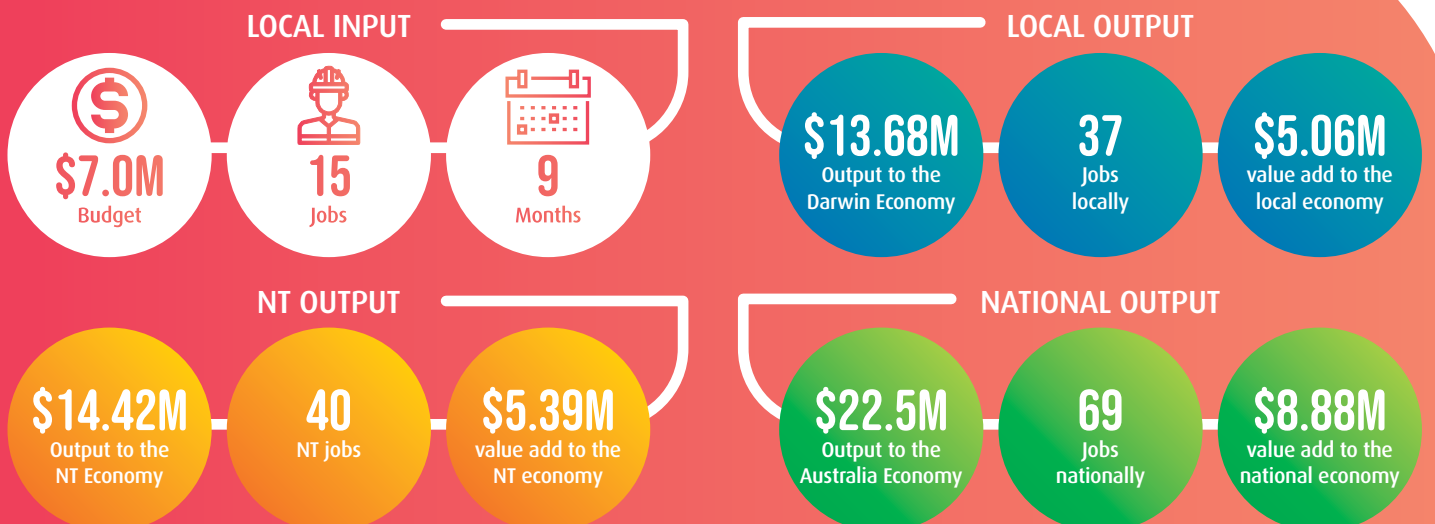 LOCAL INPUT
$
$7.0M
Budget
15
Jobs
9
Months
LOCAL OUTPUT
$13.68M
Output to the
Darwin Economy
37
Jobs
locally
$5.06M
value add to the
local economy
NT OUTPUT
$14.42M
Output to the
NT Economy
40
NT jobs
$5.39M
value add to the
NT economy
NATIONAL OUTPUT
$22.5M
Output to the
Australia Economy
69
Jobs
nationally
$8.88M
value add to the
national economy